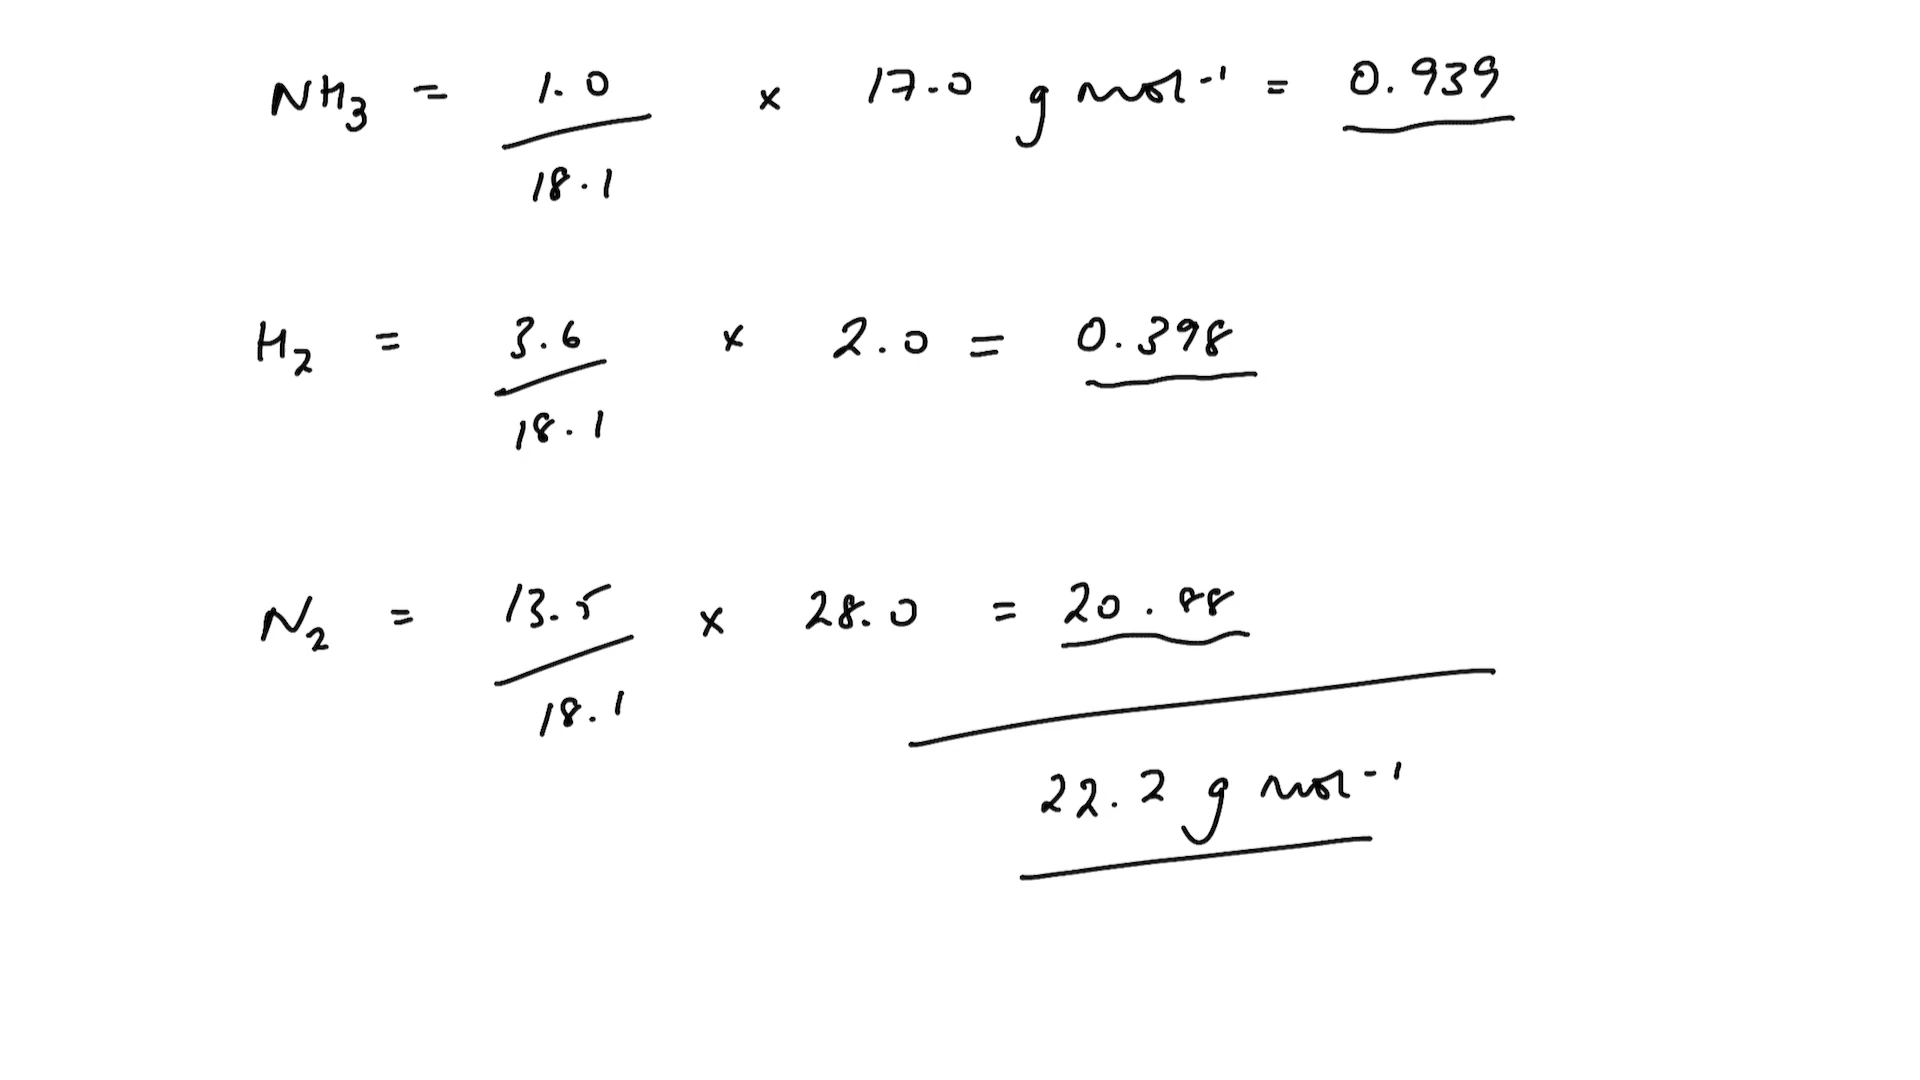 NH₃ = 1.0 / 18.1 × 17.0 g mol⁻¹ = 0.939
H₂ = 3.6 / 18.1 × 2.0 = 0.398
N₂ = 13.5 / 18.1 × 28.0 = 20.88
22.2 g mol⁻¹